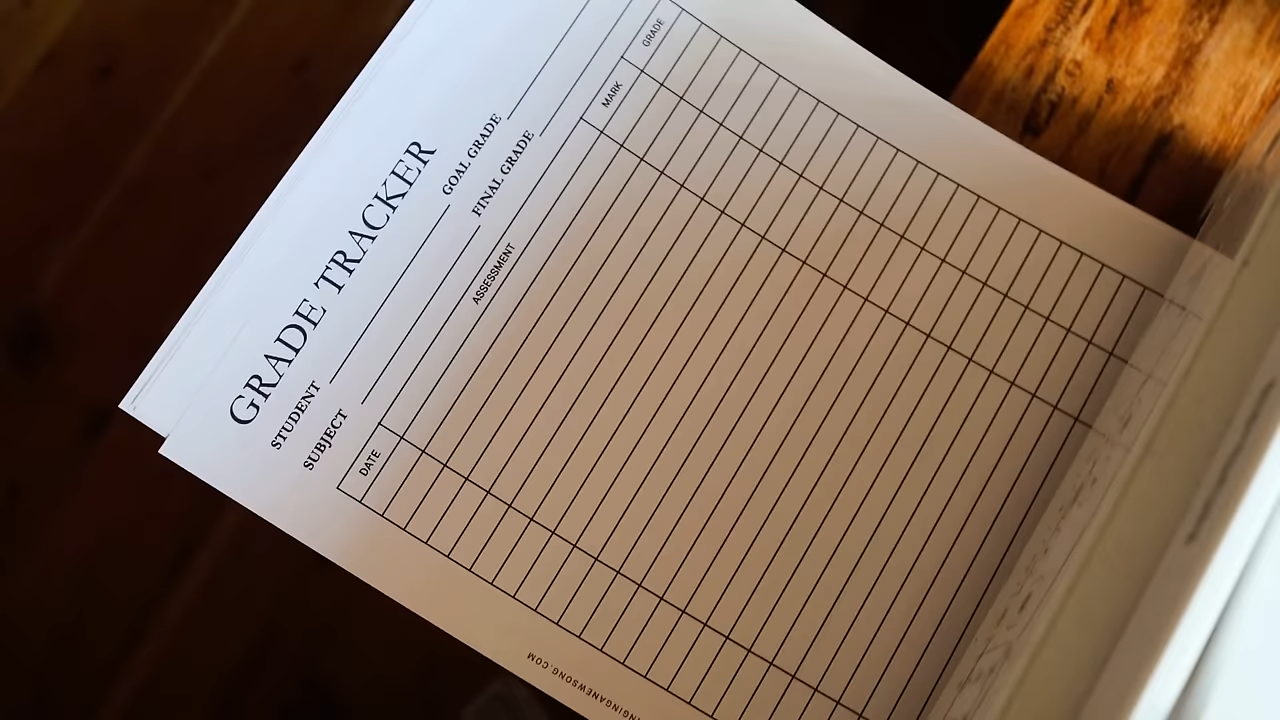 GRADE TRACKER
STUDENT GOAL GRADE
SUBJECT FINAL GRADE
DATE ASSESSMENT MARK GRADE